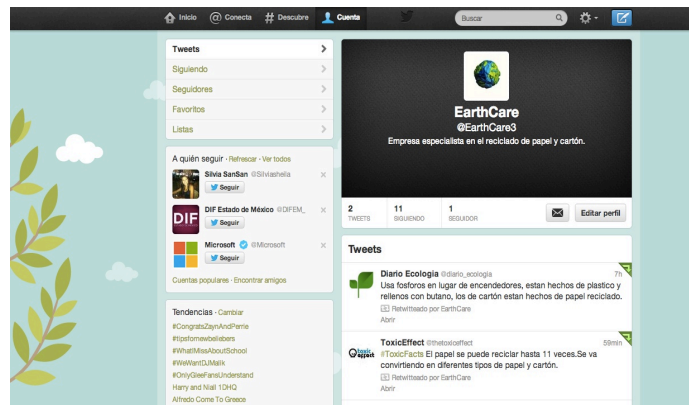 Inicio @ Conecta # Descubre Cuenta Buscar
Tweets
Siguiendo
Seguidores
Favoritos
Listas
A quién seguir · Refrescar · Ver todos
Silvia SanSan @Silviasheila
Seguir
DIF Estado de México @DIFEM_
DIF
Seguir
Microsoft @Microsoft
Seguir
Cuentas populares · Encontrar amigos
Tendencias · Cambiar
#CongratsZaynAndPerrie
#tipsfornewbeliebers
#WhatIMissAboutSchool
#WeWantDJMalik
#OnlyGleeFansUnderstand
Harry and Niall 1DHQ
Alfredo Come To Greece
EarthCare
@EarthCare3
Empresa especialista en el reciclado de papel y cartón.
2 11 1
TWEETS SIGUIENDO SEGUIDOR
Editar perfil
Tweets
Diario Ecologia @diario_ecologia 7h
Usa fosforos en lugar de encendedores, estan hechos de plastico y
rellenos con butano, los de cartón estan hechos de papel reciclado.
Retwitteado por EarthCare
Abrir
ToxicEffect @thetoxiceffect 59min
toxic effect
#ToxicFacts El papel se puede reciclar hasta 11 veces.Se va
convirtiendo en diferentes tipos de papel y cartón.
Retwitteado por EarthCare
Abrir